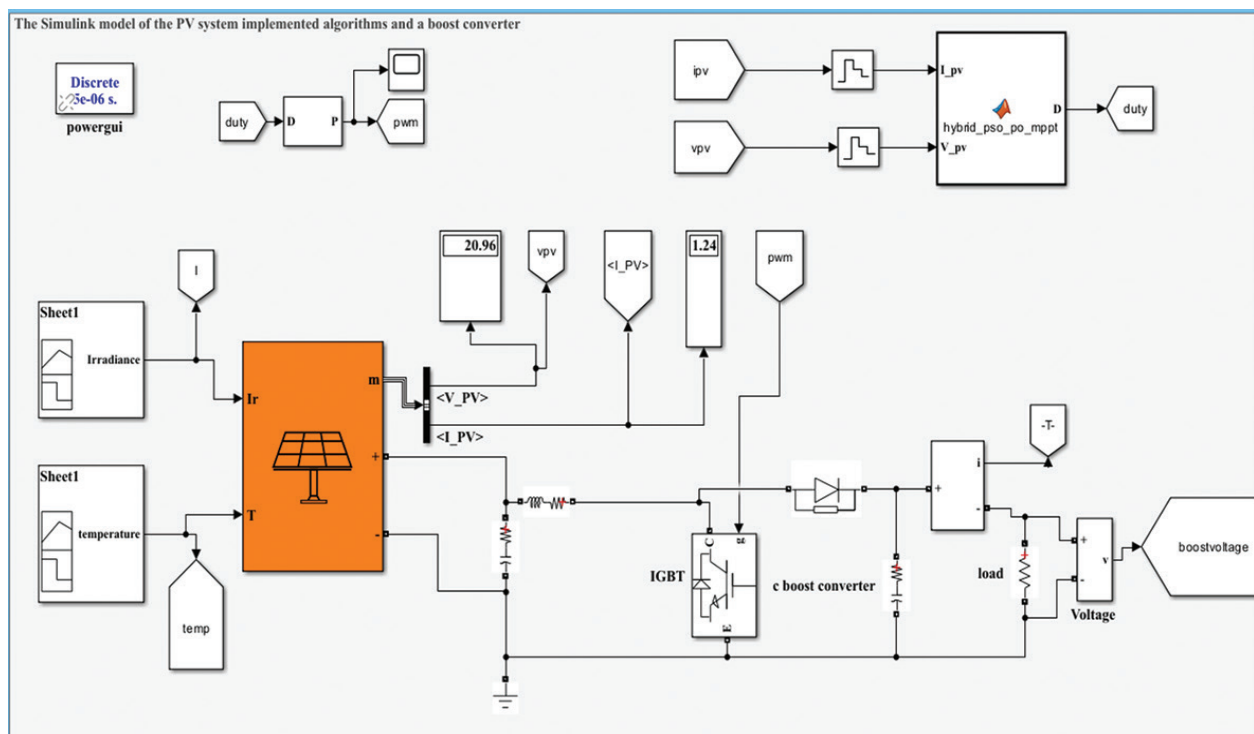 The Simulink model of the PV system implemented algorithms and a boost converter
Discrete
5e-06 s.
powergui
duty
D
P
pwm
ipv
vpv
I_pv
V_pv
D
hybrid_pso_po_mppt
duty
20.96
vpv
<I_PV>
1.24
pwm
I
Sheet1
Irradiance
Ir
m
<V_PV>
<I_PV>
+
-
T
Sheet1
temperature
temp
C
g
E
IGBT
c boost converter
+
i
-
-T-
load
+
-
v
Voltage
boostvoltage